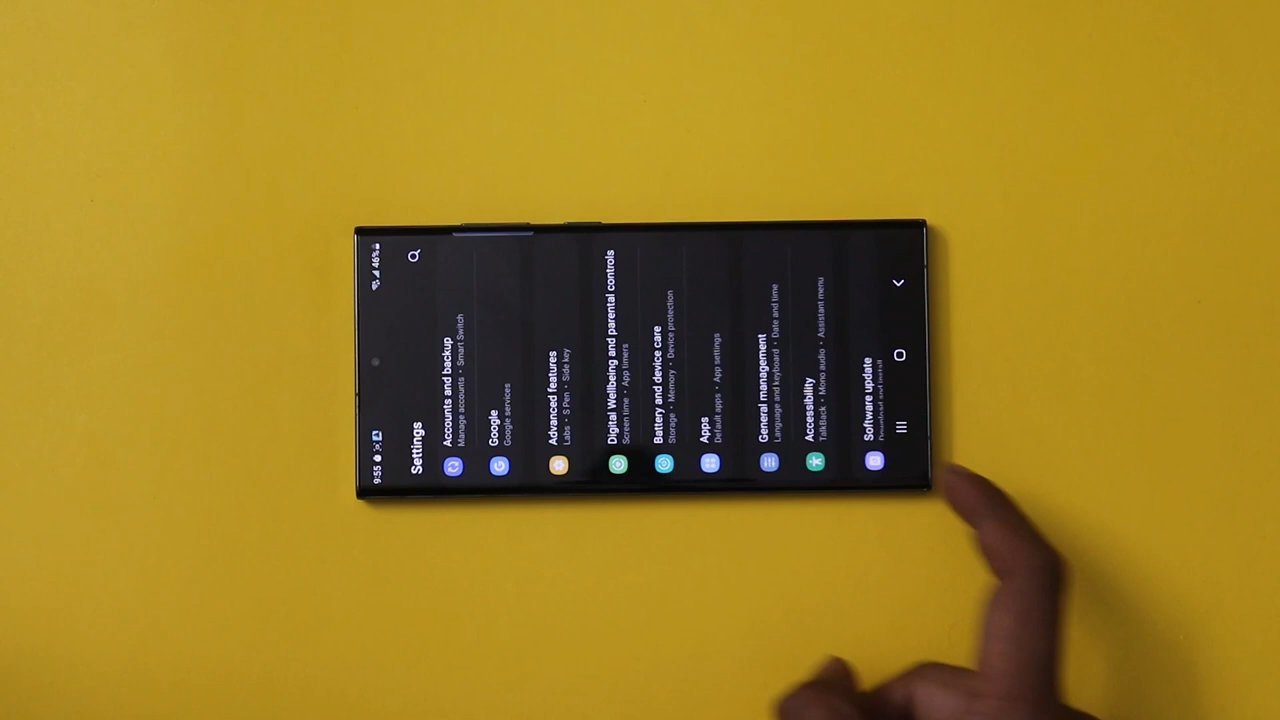 9:55
46%
Settings
Accounts and backup
Manage accounts • Smart Switch
Google
Google services
Advanced features
Labs • S Pen • Side key
Digital Wellbeing and parental controls
Screen time • App timers
Battery and device care
Storage • Memory • Device protection
Apps
Default apps • App settings
General management
Language and keyboard • Date and time
Accessibility
TalkBack • Mono audio • Assistant menu
Software update
Download and install